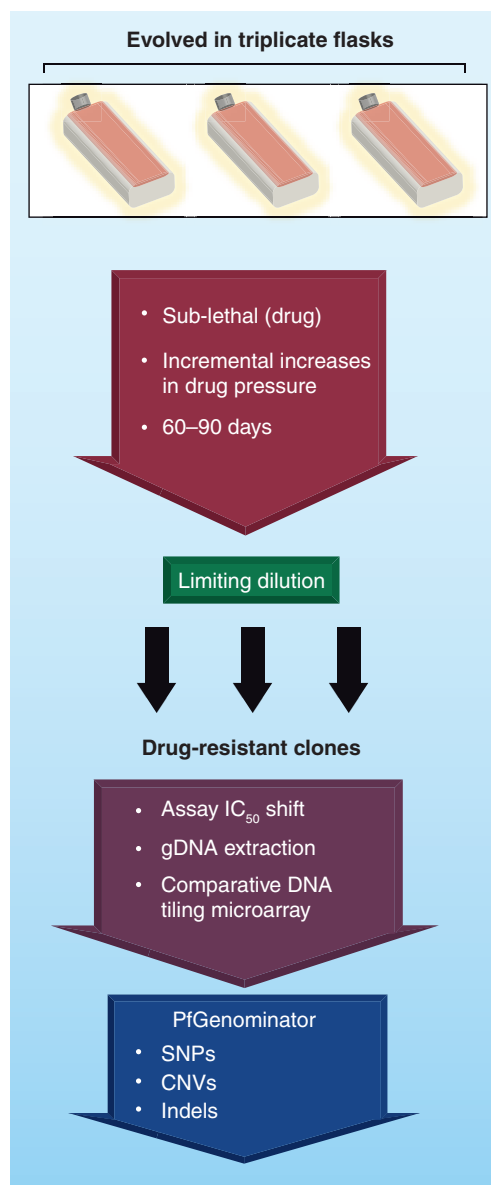 Evolved in triplicate flasks
• Sub-lethal (drug)
• Incremental increases
in drug pressure
• 60–90 days
Limiting dilution
Drug-resistant clones
• Assay IC50 shift
• gDNA extraction
• Comparative DNA
tiling microarray
PfGenominator
• SNPs
• CNVs
• Indels